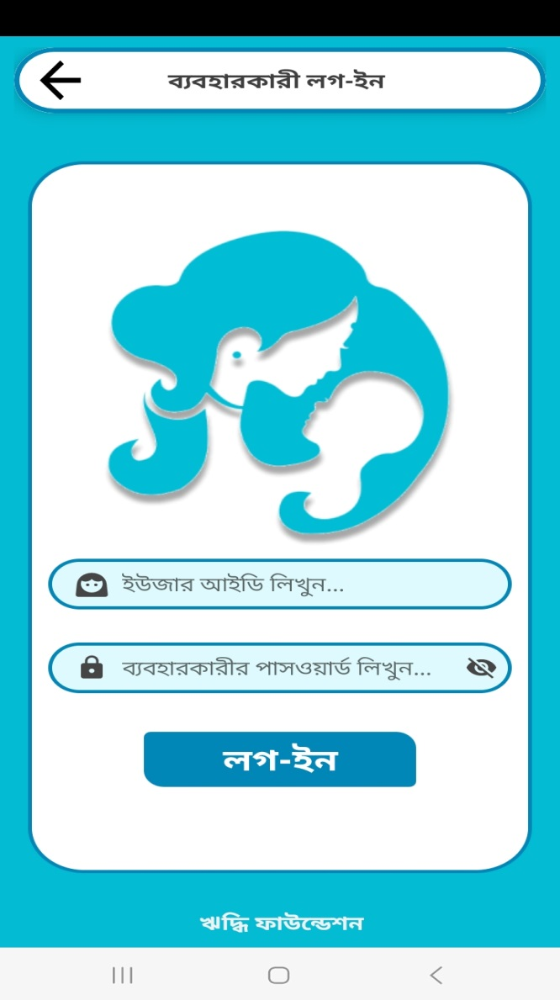 ব্যবহারকারী লগ-ইন
ইউজার আইডি লিখুন...
ব্যবহারকারীর পাসওয়ার্ড লিখুন...
লগ-ইন
ঋদ্ধি ফাউন্ডেশন